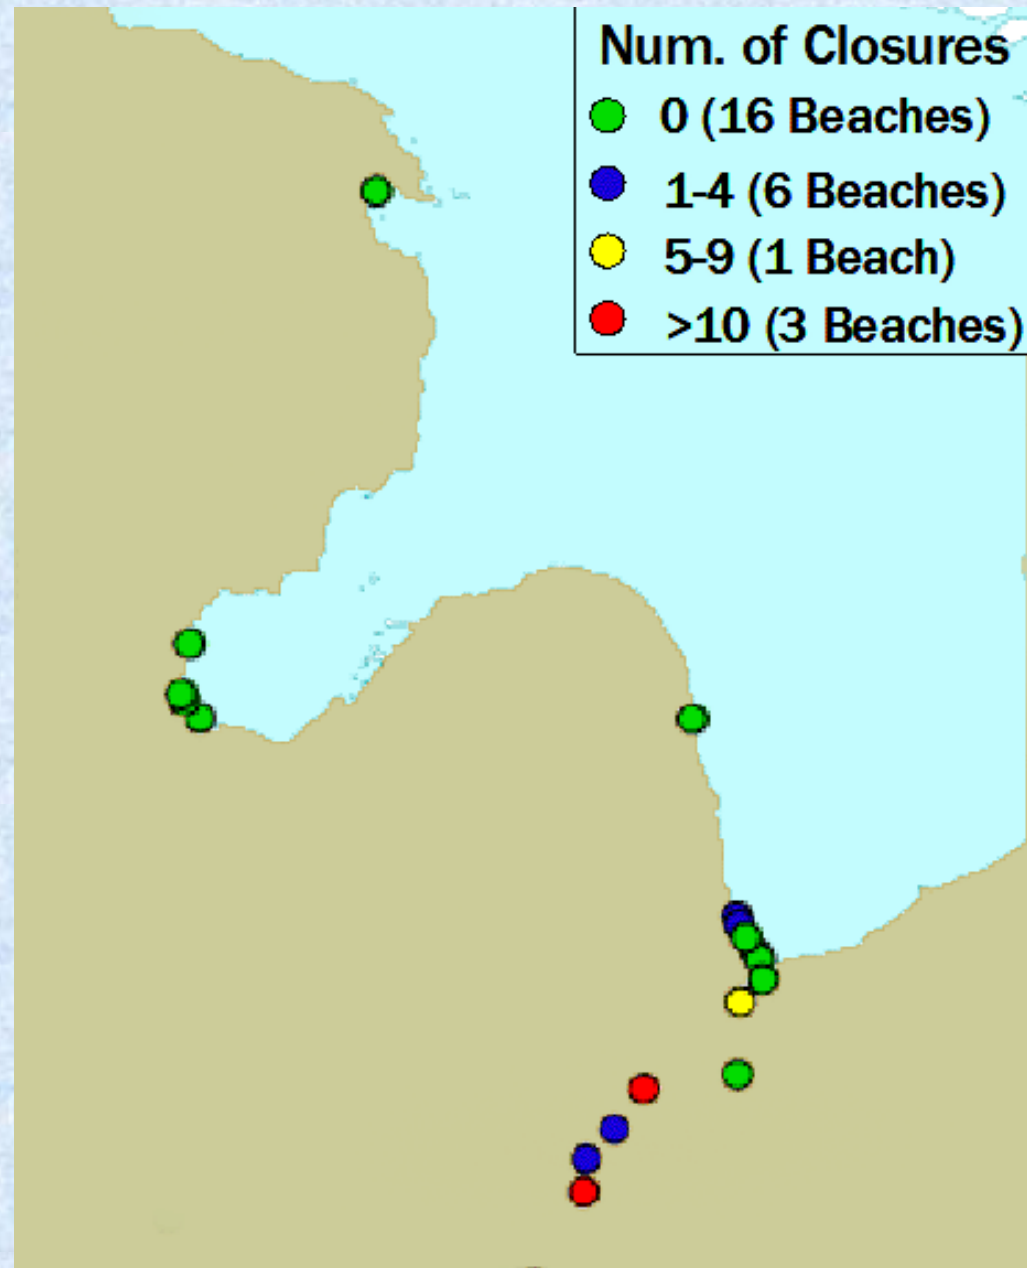 Num. of Closures
0 (16 Beaches)
1-4 (6 Beaches)
5-9 (1 Beach)
>10 (3 Beaches)